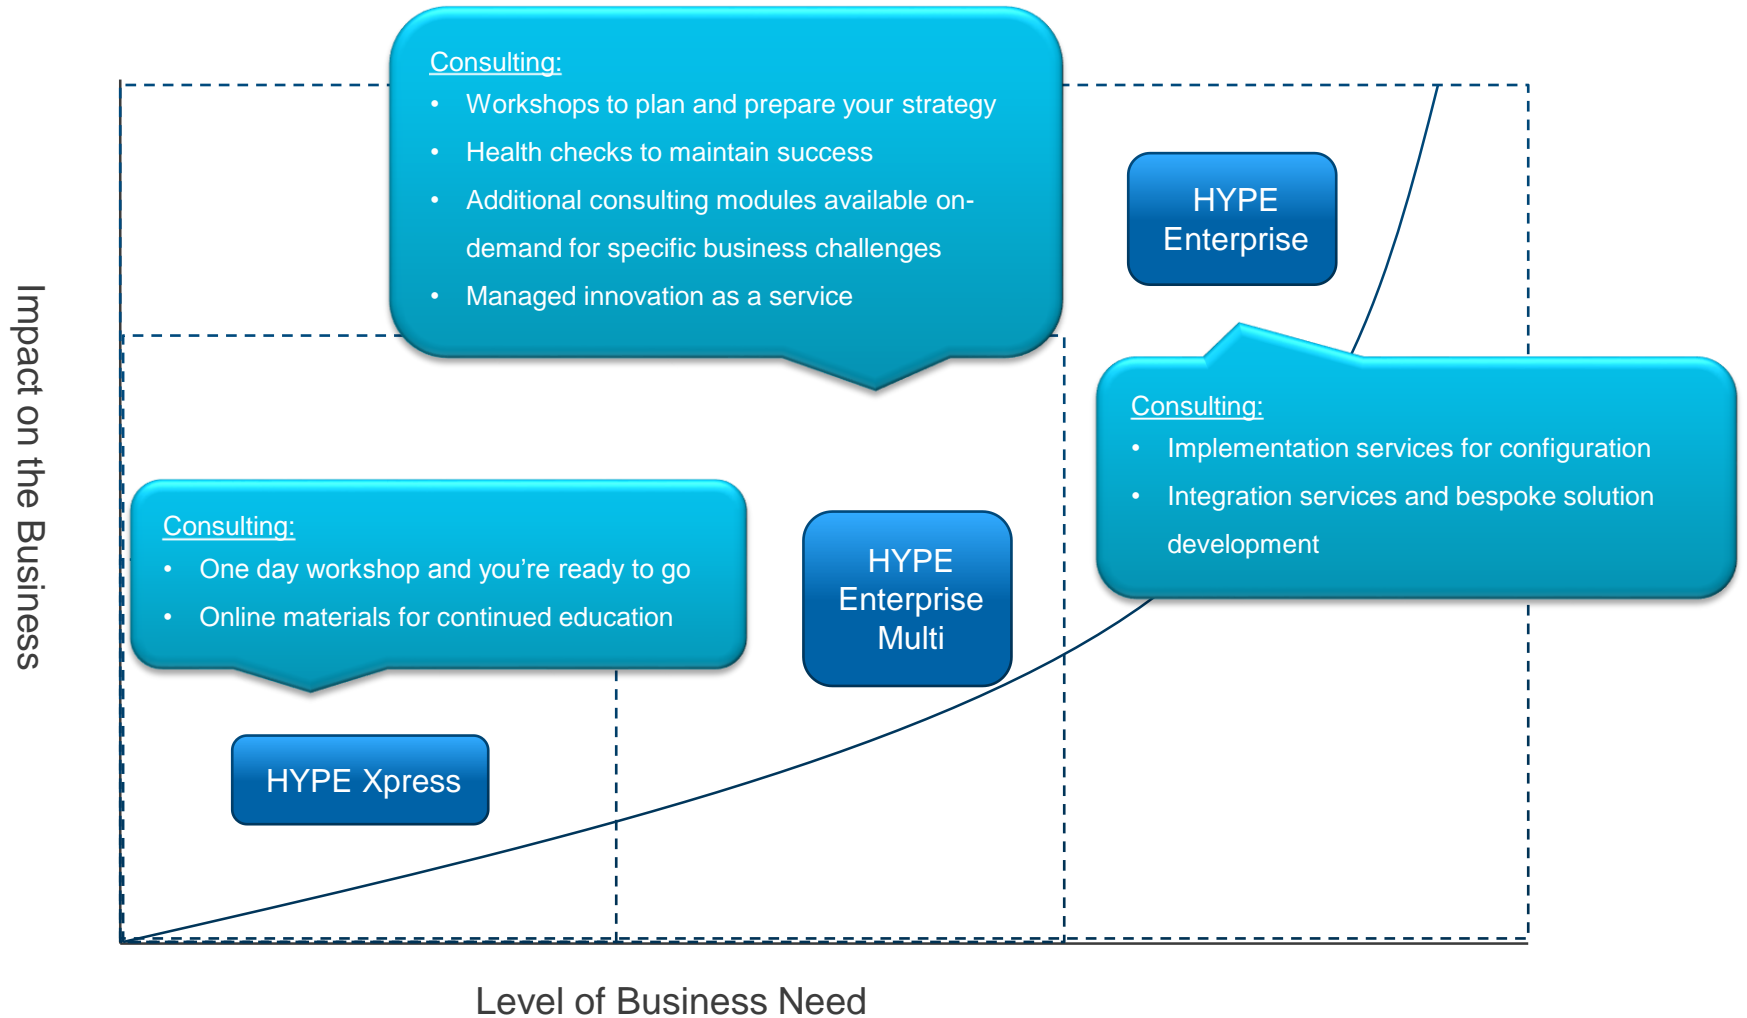 Consulting:
• Workshops to plan and prepare your strategy
• Health checks to maintain success
• Additional consulting modules available on-
demand for specific business challenges
• Managed innovation as a service
HYPE
Enterprise
Impact on the Business
Consulting:
• Implementation services for configuration
• Integration services and bespoke solution
development
Consulting:
• One day workshop and you’re ready to go
• Online materials for continued education
HYPE
Enterprise
Multi
HYPE Xpress
Level of Business Need